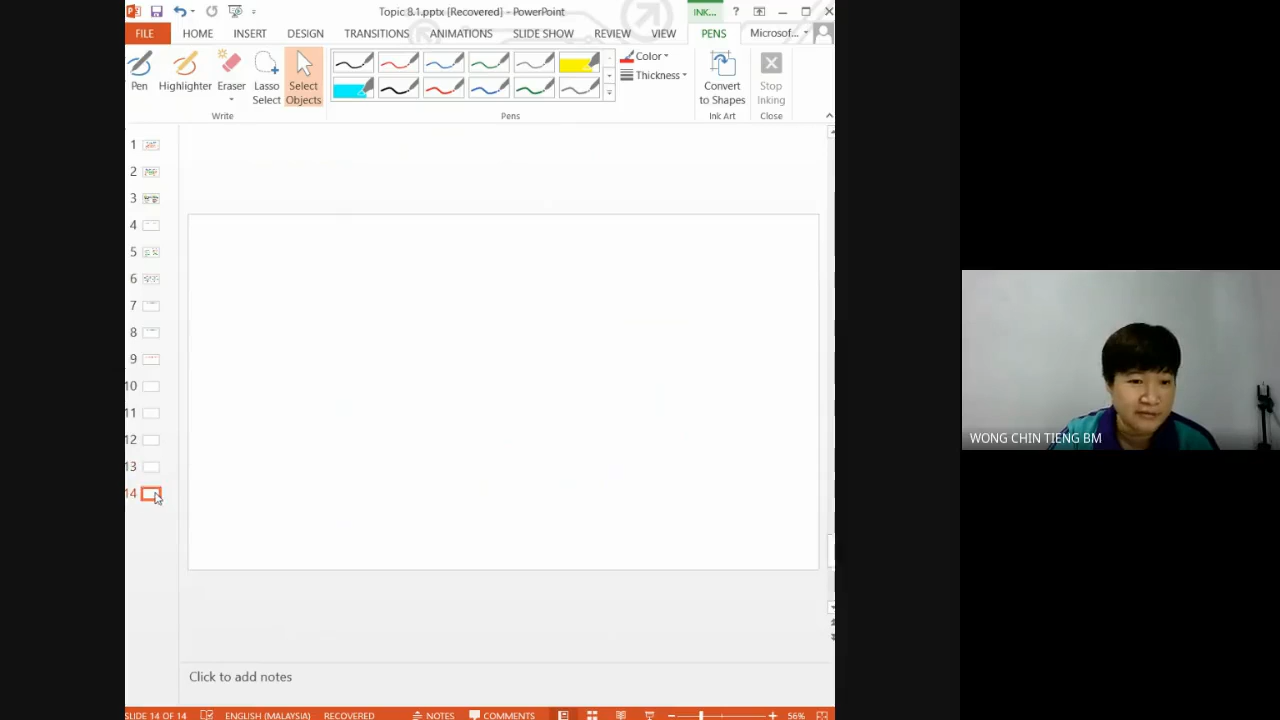 Topic 8.1.pptx [Recovered] - PowerPoint
INK...
?
FILE
HOME
INSERT
DESIGN
TRANSITIONS
ANIMATIONS
SLIDE SHOW
REVIEW
VIEW
PENS
Microsof...
Pen
Highlighter
Eraser
Lasso
Select
Select
Objects
Color
Thickness
Convert
to Shapes
Stop
Inking
Write
Pens
Ink Art
Close
1
2
3
4
5
6
7
8
9
10
11
12
13
14
WONG CHIN TIENG BM
Click to add notes
SLIDE 14 OF 14
ENGLISH (MALAYSIA)
RECOVERED
NOTES
COMMENTS
56%